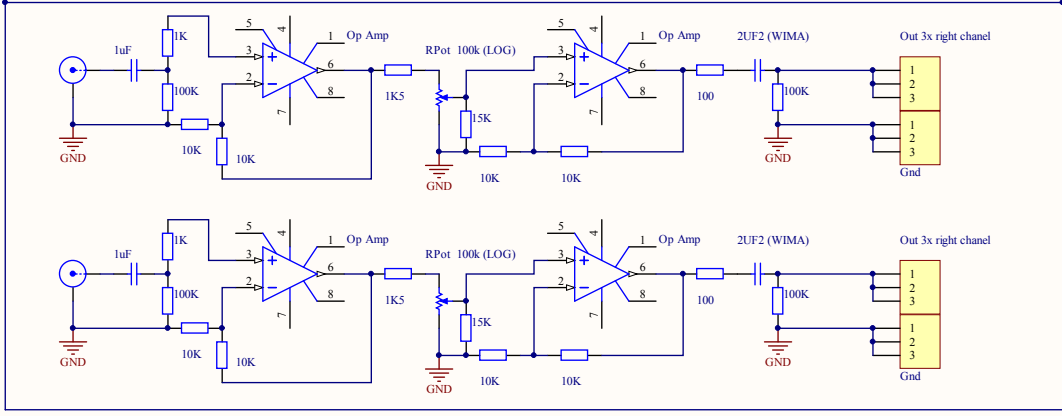 5
4
1
Op Amp
1uF
1K
3
2
6
8
7
100K
10K
10K
GND
RPot 100k (LOG)
1K5
15K
GND
5
4
1
Op Amp
3
2
6
8
7
10K
10K
100
2UF2 (WIMA)
100K
GND
Out 3x right chanel
1
2
3
1
2
3
Gnd
5
4
1
Op Amp
1uF
1K
3
2
6
8
7
100K
10K
10K
GND
RPot 100k (LOG)
1K5
15K
GND
5
4
1
Op Amp
3
2
6
8
7
10K
10K
100
2UF2 (WIMA)
100K
GND
Out 3x right chanel
1
2
3
1
2
3
Gnd